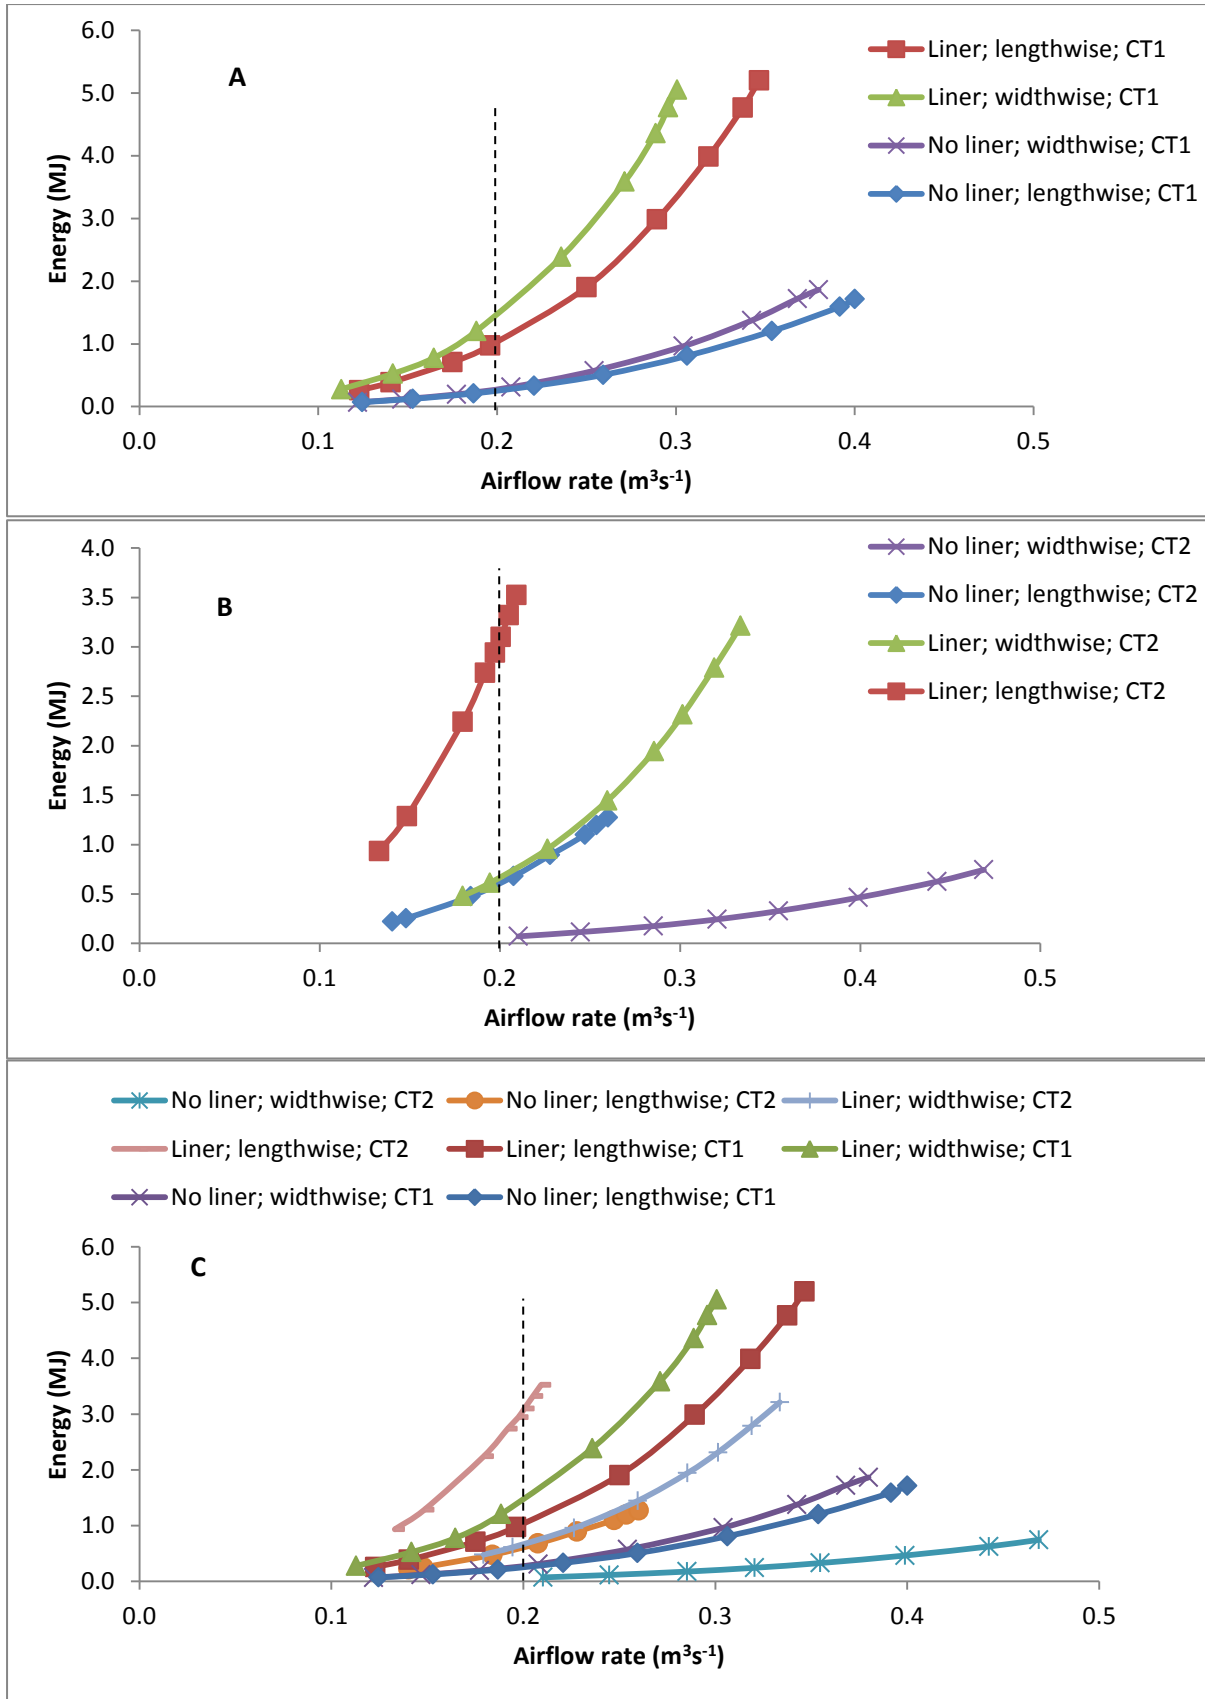 A
Liner; lengthwise; CT1
Liner; widthwise; CT1
No liner; widthwise; CT1
No liner; lengthwise; CT1
Energy (MJ)
6.0
5.0
4.0
3.0
2.0
1.0
0.0
0.0 0.1 0.2 0.3 0.4 0.5
Airflow rate (m³s⁻¹)
B
No liner; widthwise; CT2
No liner; lengthwise; CT2
Liner; widthwise; CT2
Liner; lengthwise; CT2
Energy (MJ)
4.0
3.5
3.0
2.5
2.0
1.5
1.0
0.5
0.0
0.0 0.1 0.2 0.3 0.4 0.5
Airflow rate (m³s⁻¹)
No liner; widthwise; CT2 No liner; lengthwise; CT2 Liner; widthwise; CT2
Liner; lengthwise; CT2 Liner; lengthwise; CT1 Liner; widthwise; CT1
No liner; widthwise; CT1 No liner; lengthwise; CT1
C
Energy (MJ)
6.0
5.0
4.0
3.0
2.0
1.0
0.0
0.0 0.1 0.2 0.3 0.4 0.5
Airflow rate (m³s⁻¹)